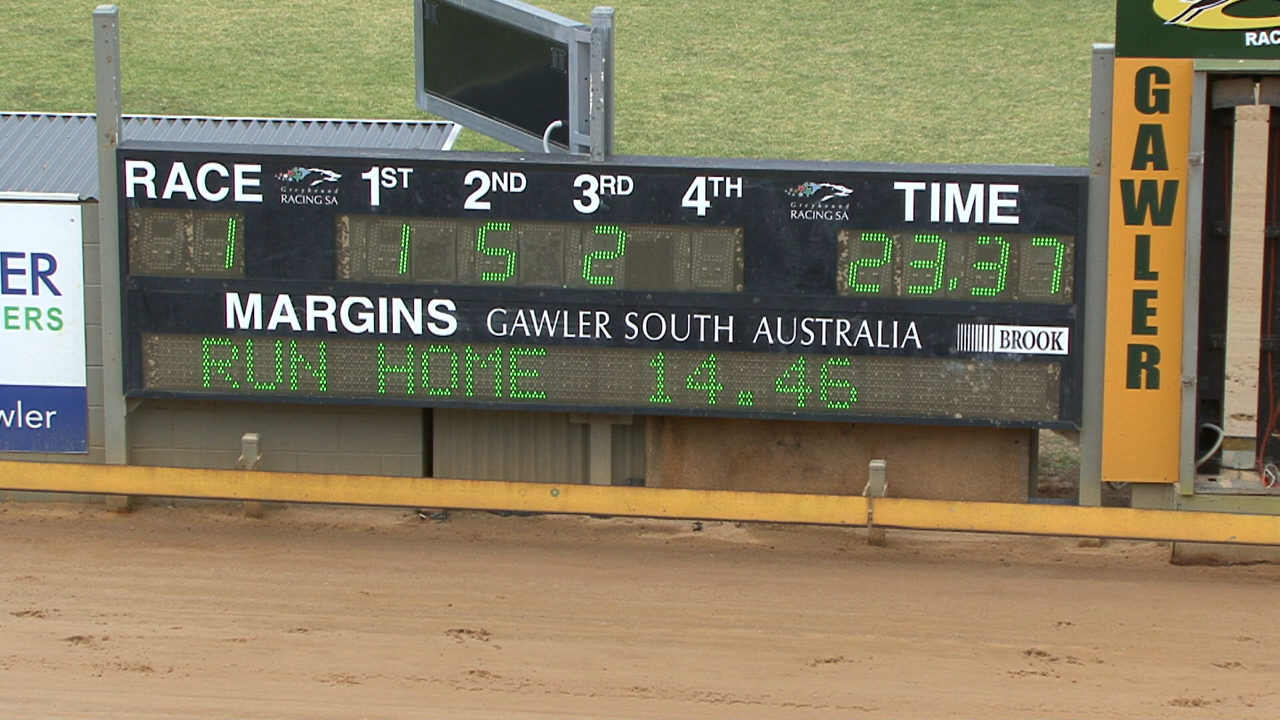 RAC
GAWLER
RACE 1ST 2ND 3RD 4TH TIME
Greyhound
RACING SA
Greyhound
RACING SA
1 1 5 2 23.37
MARGINS GAWLER SOUTH AUSTRALIA BROOK
RUN HOME 14.46
ER
ERS
wler